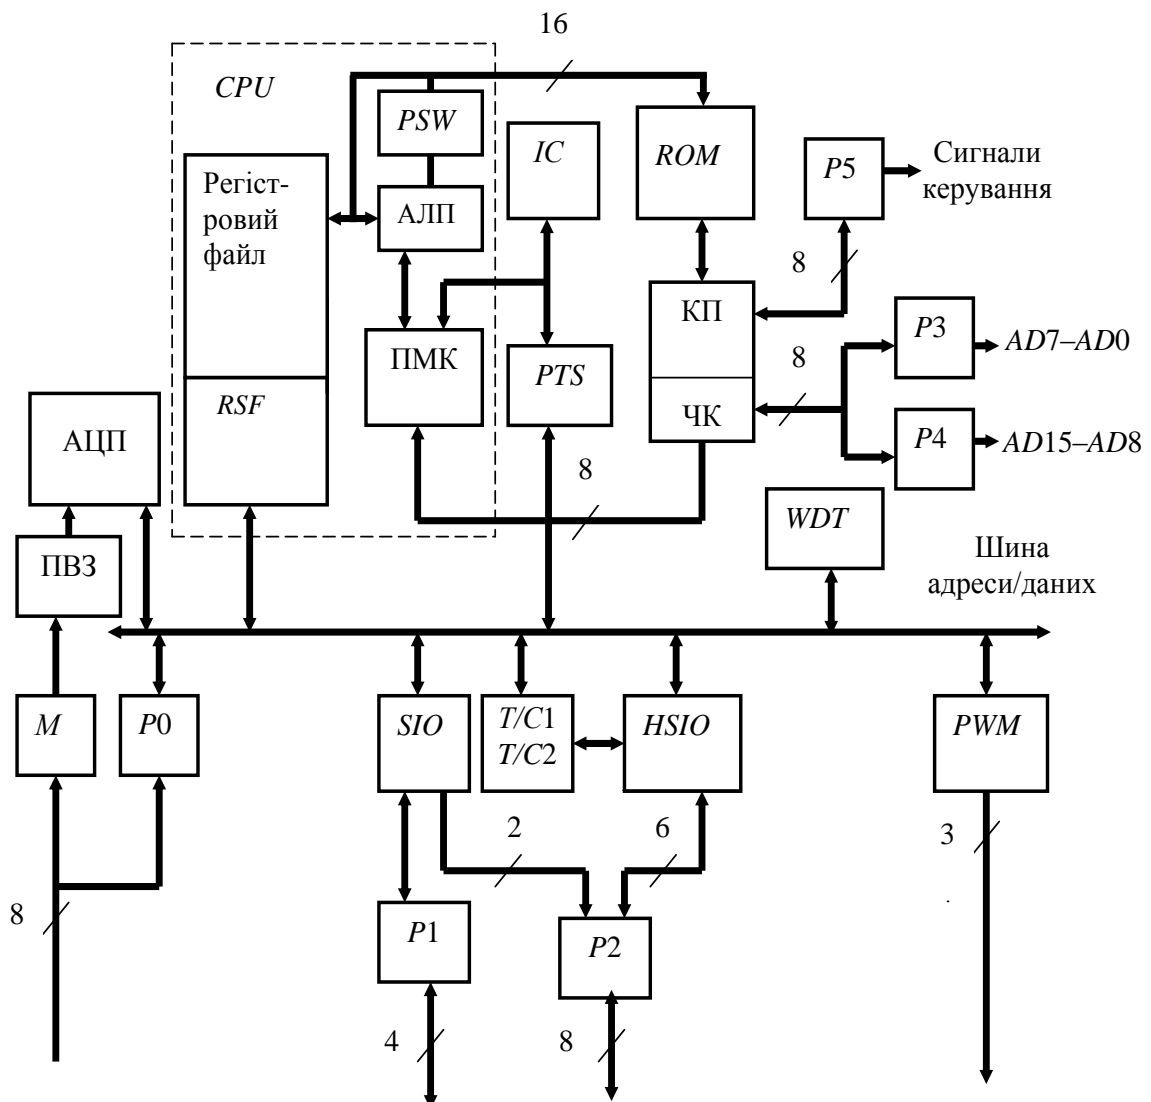 16
CPU
PSW
IC
ROM
P5
Сигнали
керування
Регіст-
ровий
файл
АЛП
8
КП
P3
AD7–AD0
ПМК
PTS
8
RSF
ЧК
P4
AD15–AD8
АЦП
8
WDT
ПВЗ
Шина
адреси/даних
M
P0
SIO
T/C1
T/C2
HSIO
PWM
2
6
3
8
P1
P2
4
8